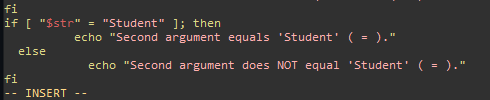 fi
if [ "$str" = "Student" ]; then
echo "Second argument equals 'Student' ( = )."
else
echo "Second argument does NOT equal 'Student' ( = )."
fi
-- INSERT --